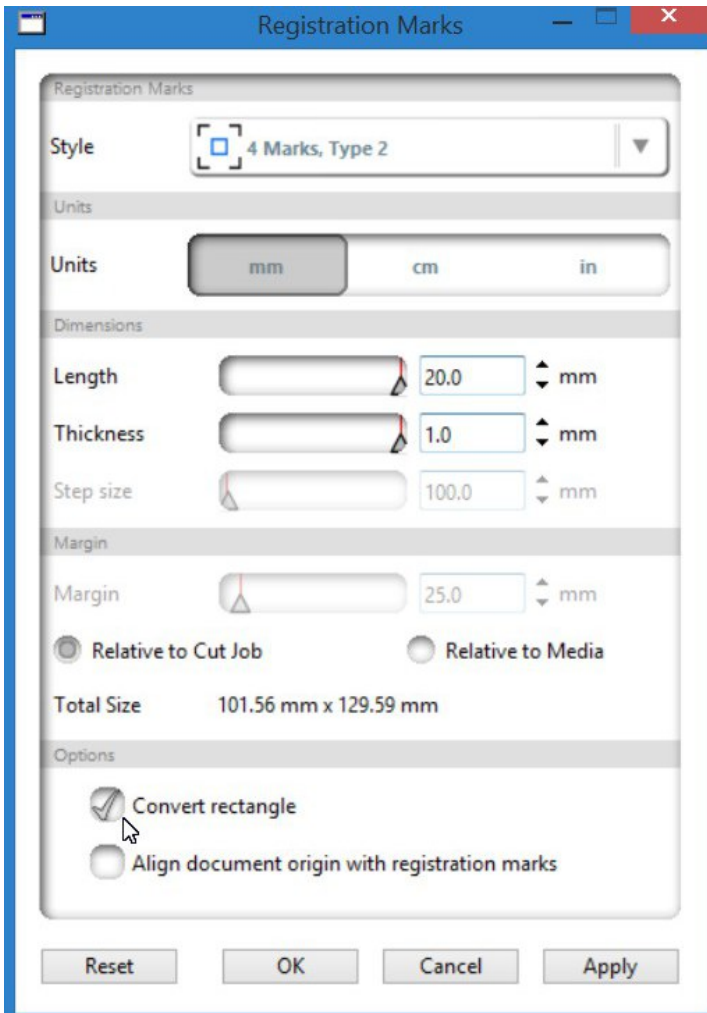 Registration Marks
Registration Marks
Style 4 Marks, Type 2
Units
Units mm cm in
Dimensions
Length 20.0 mm
Thickness 1.0 mm
Step size 100.0 mm
Margin
Margin 25.0 mm
Relative to Cut Job Relative to Media
Total Size 101.56 mm x 129.59 mm
Options
Convert rectangle
Align document origin with registration marks
Reset OK Cancel Apply